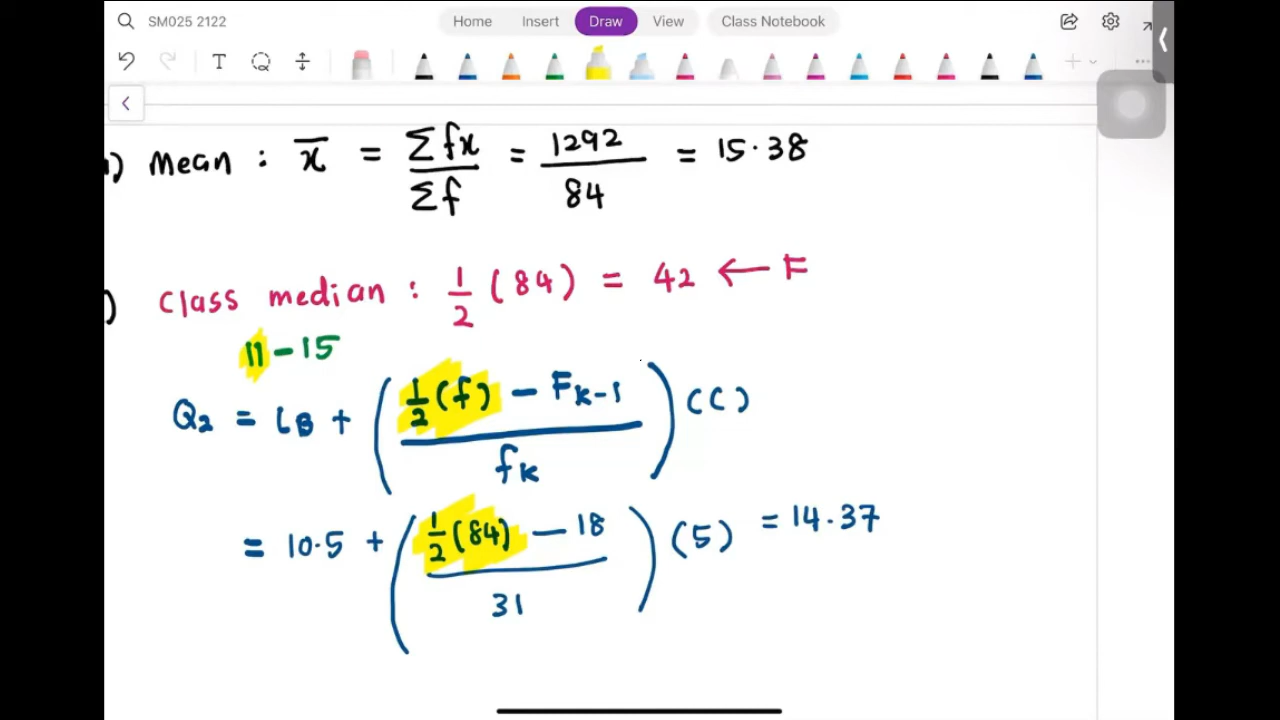 SM025 2122 Home Insert Draw View Class Notebook
T
) Mean : x̄ = Σfx / Σf = 1292 / 84 = 15.38
) Class median : 1/2 (84) = 42 ← F
11 - 15
Q₂ = LB + ( (1/2 (f) - Fₖ₋₁) / fₖ ) (C)
= 10.5 + ( (1/2 (84) - 18) / 31 ) (5) = 14.37